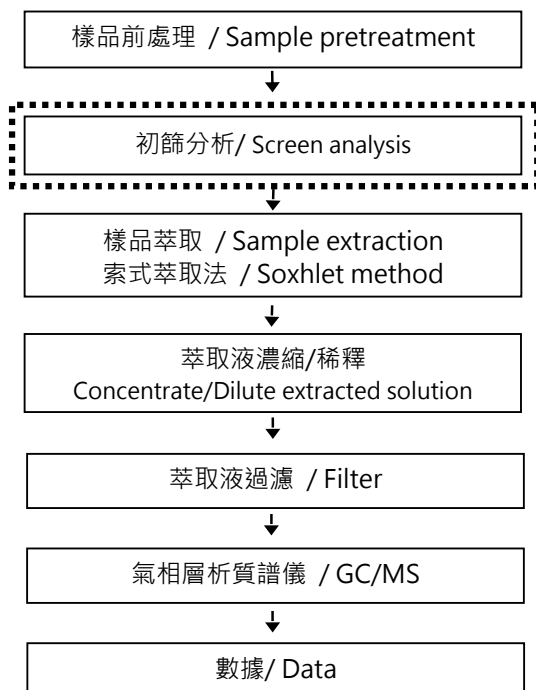 樣品前處理 / Sample pretreatment
初篩分析/ Screen analysis
樣品萃取 / Sample extraction
索式萃取法 / Soxhlet method
萃取液濃縮/稀釋
Concentrate/Dilute extracted solution
萃取液過濾 / Filter
氣相層析質譜儀 / GC/MS
數據/ Data